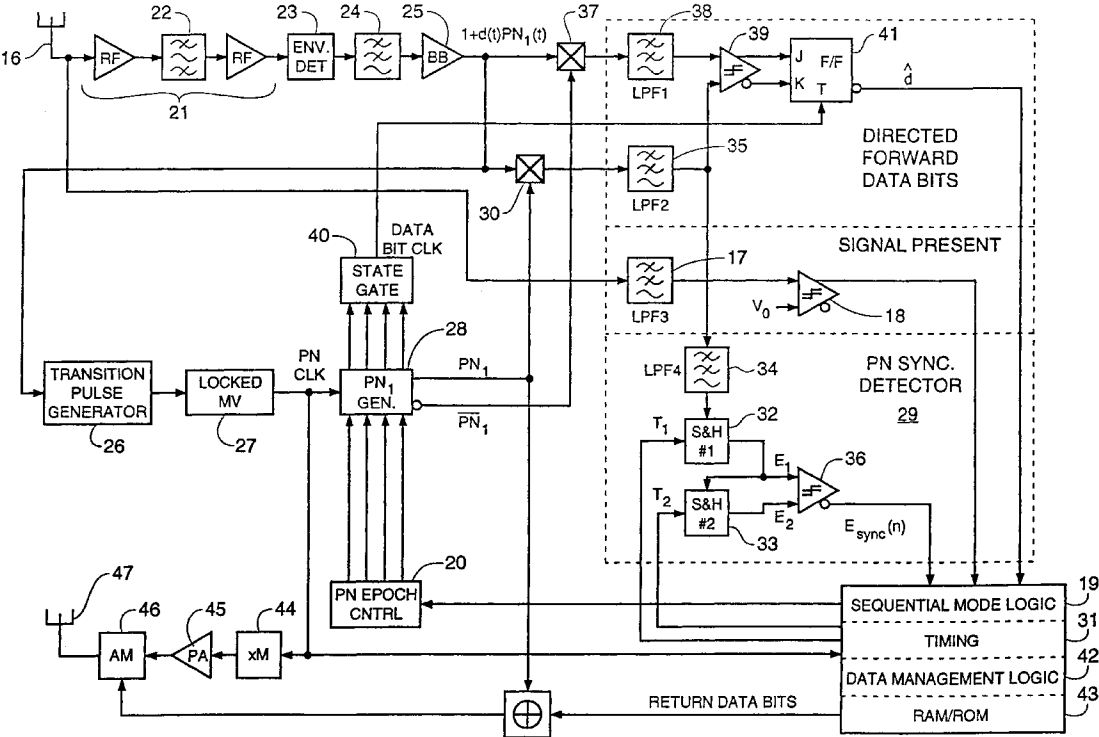 16
RF
22
RF
21
23
ENV.
DET
24
25
BB
1+d(t)PN₁(t)
37
38
LPF1
39
J
K
F/F
T
41
d̂
DIRECTED
FORWARD
DATA BITS
30
35
LPF2
40
DATA
BIT CLK
STATE
GATE
SIGNAL PRESENT
17
LPF3
V₀
18
TRANSITION
PULSE
GENERATOR
26
LOCKED
MV
27
PN
CLK
28
PN₁
GEN.
PN₁
P̅N̅₁
PN SYNC.
DETECTOR
29
LPF4
34
T₁
S&H
#1
32
E₁
36
T₂
S&H
#2
33
E₂
E sync(n)
47
46
AM
45
PA
44
xM
20
PN EPOCH
CNTRL
SEQUENTIAL MODE LOGIC
19
TIMING
31
DATA MANAGEMENT LOGIC
42
RAM/ROM
43
RETURN DATA BITS